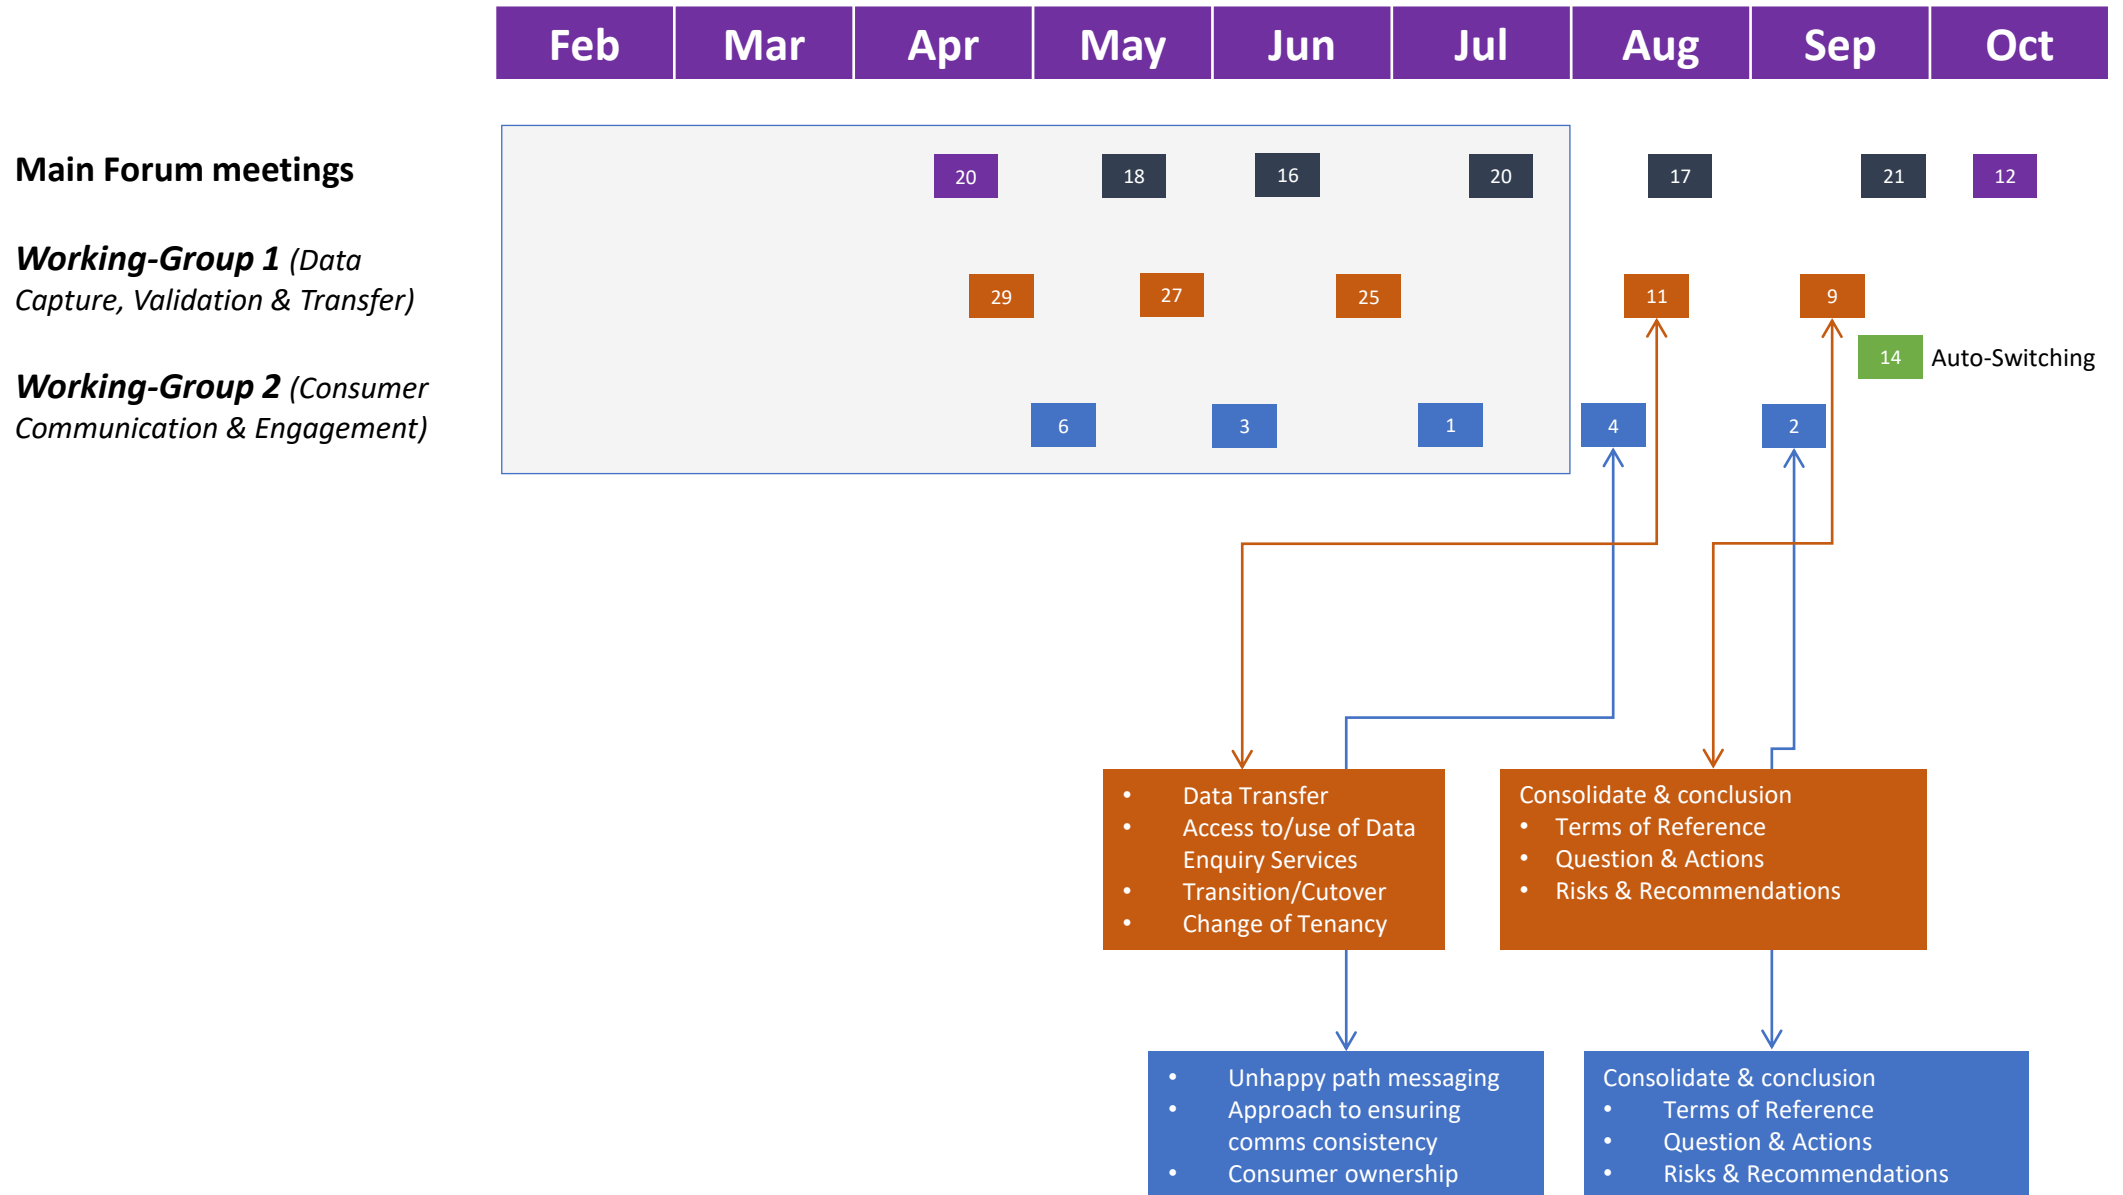 Feb Mar Apr May Jun Jul Aug Sep Oct
Main Forum meetings
20 18 16 20 17 21 12
Working-Group 1 (Data
Capture, Validation & Transfer)
29 27 25 11 9
14 Auto-Switching
Working-Group 2 (Consumer
Communication & Engagement)
6 3 1 4 2
• Data Transfer
• Access to/use of Data
Enquiry Services
• Transition/Cutover
• Change of Tenancy
Consolidate & conclusion
• Terms of Reference
• Question & Actions
• Risks & Recommendations
• Unhappy path messaging
• Approach to ensuring
comms consistency
• Consumer ownership
Consolidate & conclusion
• Terms of Reference
• Question & Actions
• Risks & Recommendations